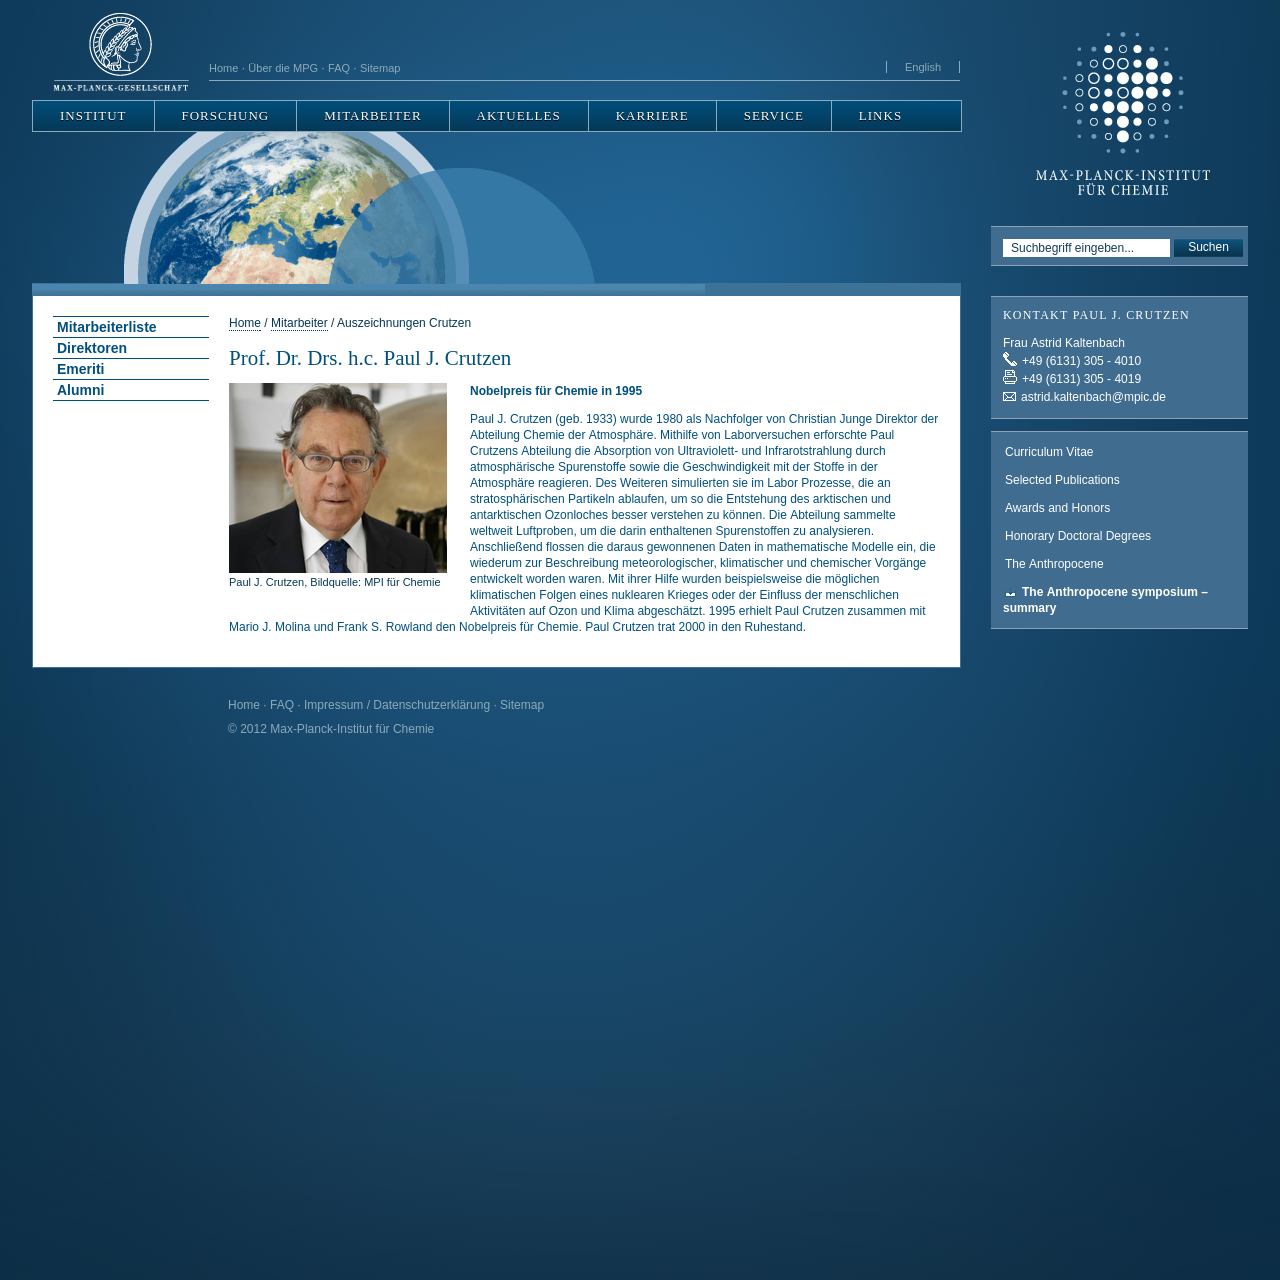 MAX-PLANCK-GESELLSCHAFT
Home · Über die MPG · FAQ · Sitemap
English
INSTITUT
FORSCHUNG
MITARBEITER
AKTUELLES
KARRIERE
SERVICE
LINKS
MAX-PLANCK-INSTITUT
FÜR CHEMIE
Suchbegriff eingeben...
Suchen
Mitarbeiterliste
Direktoren
Emeriti
Alumni
Home / Mitarbeiter / Auszeichnungen Crutzen
Prof. Dr. Drs. h.c. Paul J. Crutzen
Paul J. Crutzen, Bildquelle: MPI für Chemie
Nobelpreis für Chemie in 1995
Paul J. Crutzen (geb. 1933) wurde 1980 als Nachfolger von Christian Junge Direktor der
Abteilung Chemie der Atmosphäre. Mithilfe von Laborversuchen erforschte Paul
Crutzens Abteilung die Absorption von Ultraviolett- und Infrarotstrahlung durch
atmosphärische Spurenstoffe sowie die Geschwindigkeit mit der Stoffe in der
Atmosphäre reagieren. Des Weiteren simulierten sie im Labor Prozesse, die an
stratosphärischen Partikeln ablaufen, um so die Entstehung des arktischen und
antarktischen Ozonloches besser verstehen zu können. Die Abteilung sammelte
weltweit Luftproben, um die darin enthaltenen Spurenstoffen zu analysieren.
Anschließend flossen die daraus gewonnenen Daten in mathematische Modelle ein, die
wiederum zur Beschreibung meteorologischer, klimatischer und chemischer Vorgänge
entwickelt worden waren. Mit ihrer Hilfe wurden beispielsweise die möglichen
klimatischen Folgen eines nuklearen Krieges oder der Einfluss der menschlichen
Aktivitäten auf Ozon und Klima abgeschätzt. 1995 erhielt Paul Crutzen zusammen mit
Mario J. Molina und Frank S. Rowland den Nobelpreis für Chemie. Paul Crutzen trat 2000 in den Ruhestand.
KONTAKT PAUL J. CRUTZEN
Frau Astrid Kaltenbach
+49 (6131) 305 - 4010
+49 (6131) 305 - 4019
astrid.kaltenbach@mpic.de
Curriculum Vitae
Selected Publications
Awards and Honors
Honorary Doctoral Degrees
The Anthropocene
The Anthropocene symposium –
summary
Home · FAQ · Impressum / Datenschutzerklärung · Sitemap
© 2012 Max-Planck-Institut für Chemie